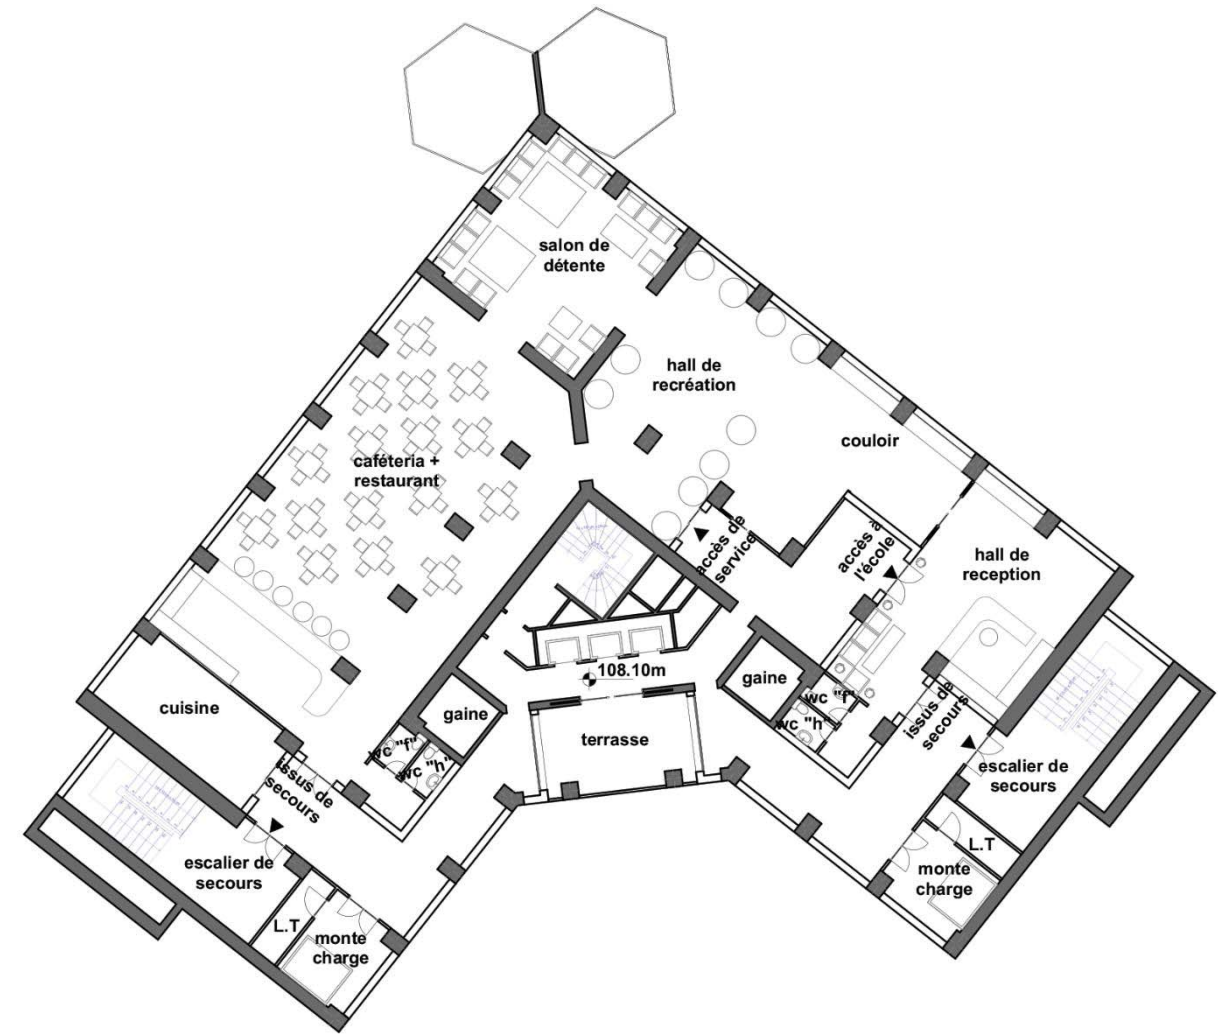 salon de
détente
hall de
recréation
couloir
caféteria +
restaurant
accès de
service
accès à
l'école
hall de
reception
108.10m
gaine
gaine
wc "f"
wc "h"
issus de
secours
cuisine
terrasse
wc "f"
wc "h"
issus de
secours
escalier de
secours
escalier de
secours
L.T
monte
charge
L.T
monte
charge